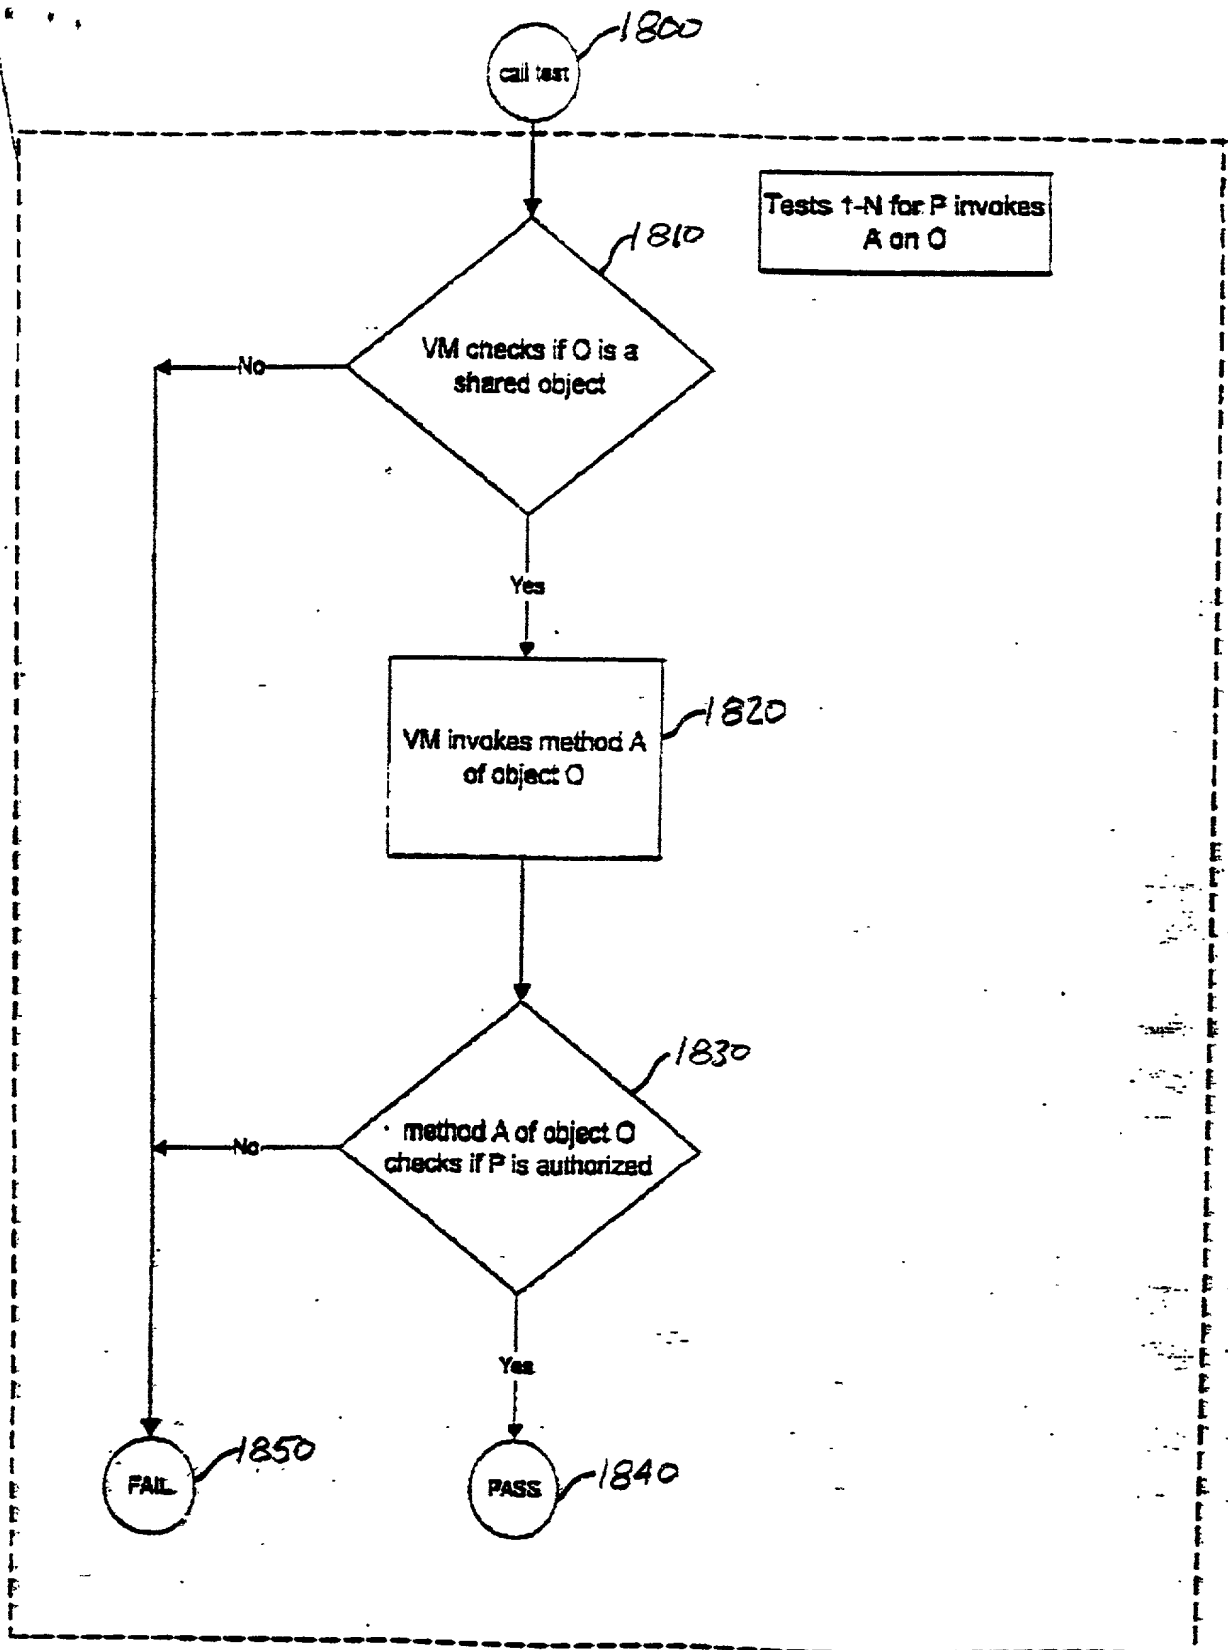 1800
call test
Tests 1-N for P invokes
A on O
1810
VM checks if O is a
shared object
No
Yes
1820
VM invokes method A
of object O
1830
method A of object O
checks if P is authorized
No
Yes
1850
FAIL
1840
PASS